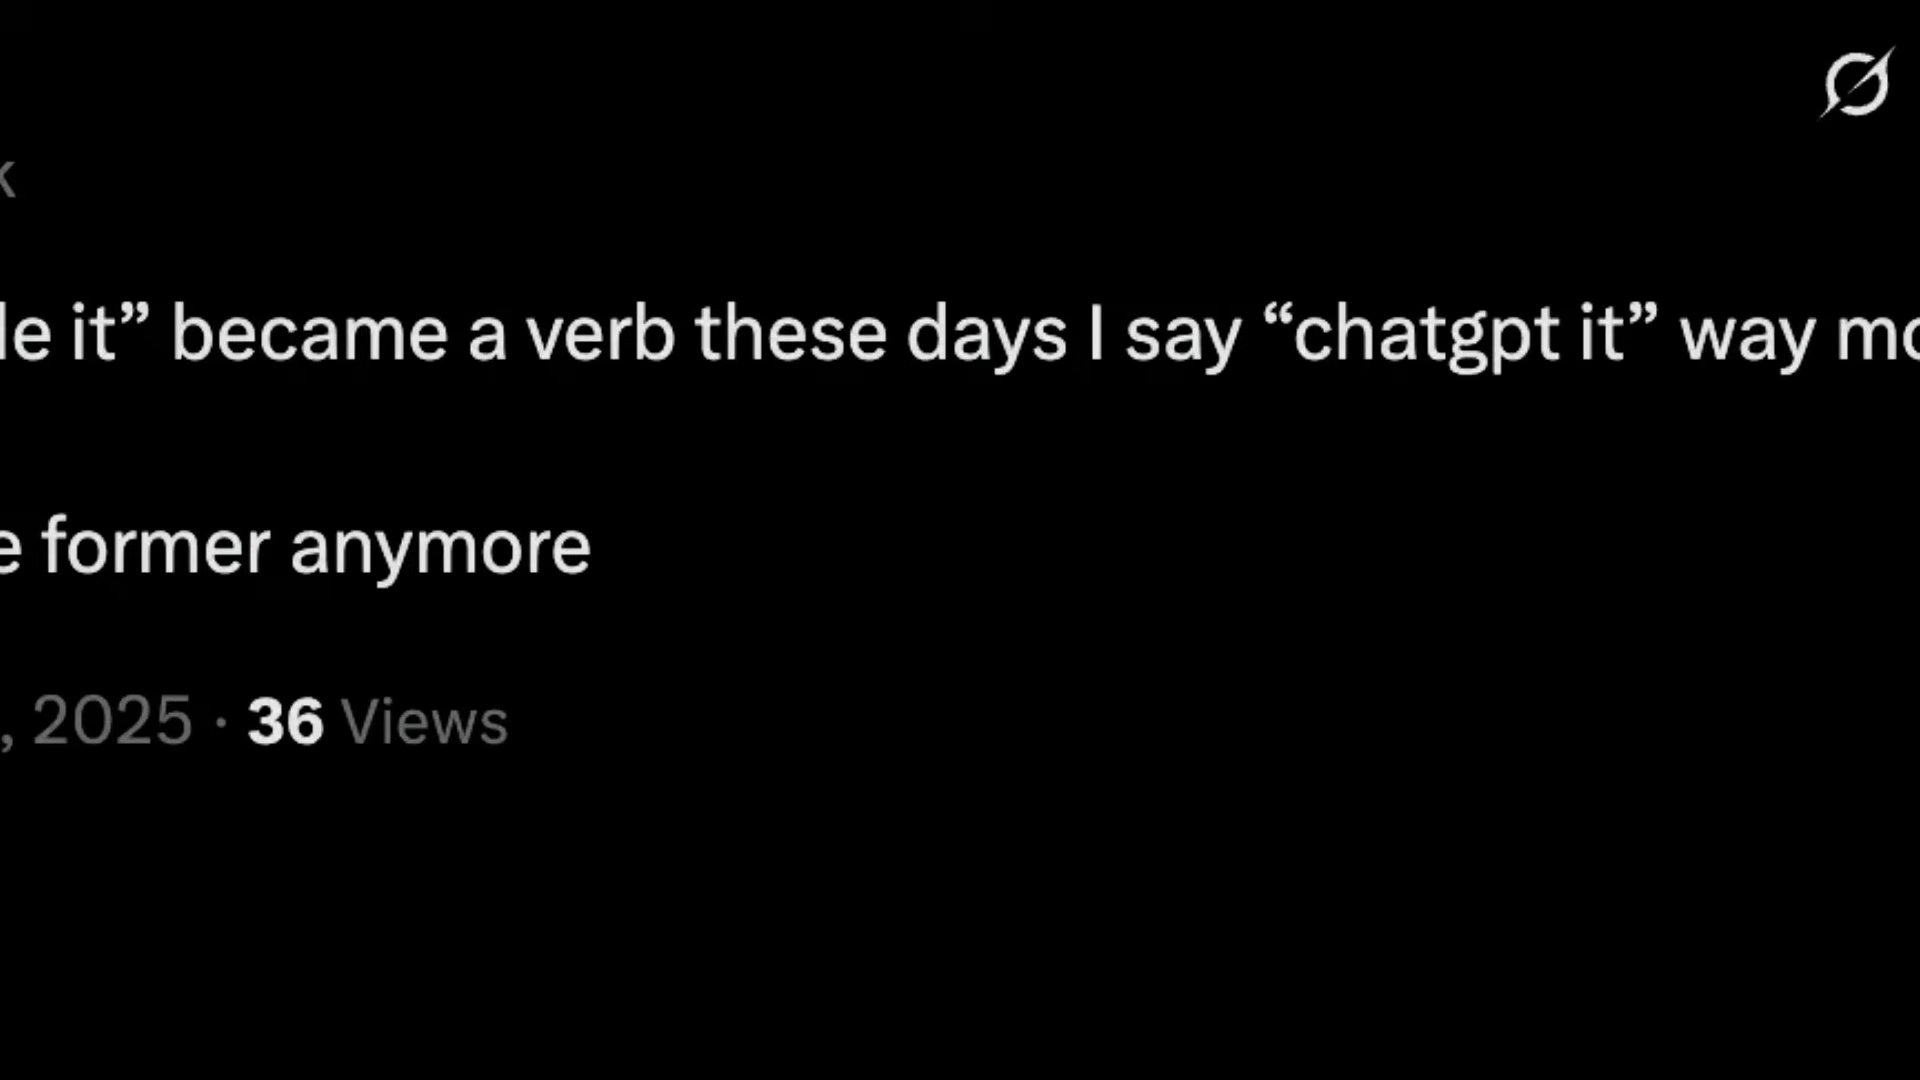 k
le it” became a verb these days I say “chatgpt it” way mo
e former anymore
, 2025 · 36 Views